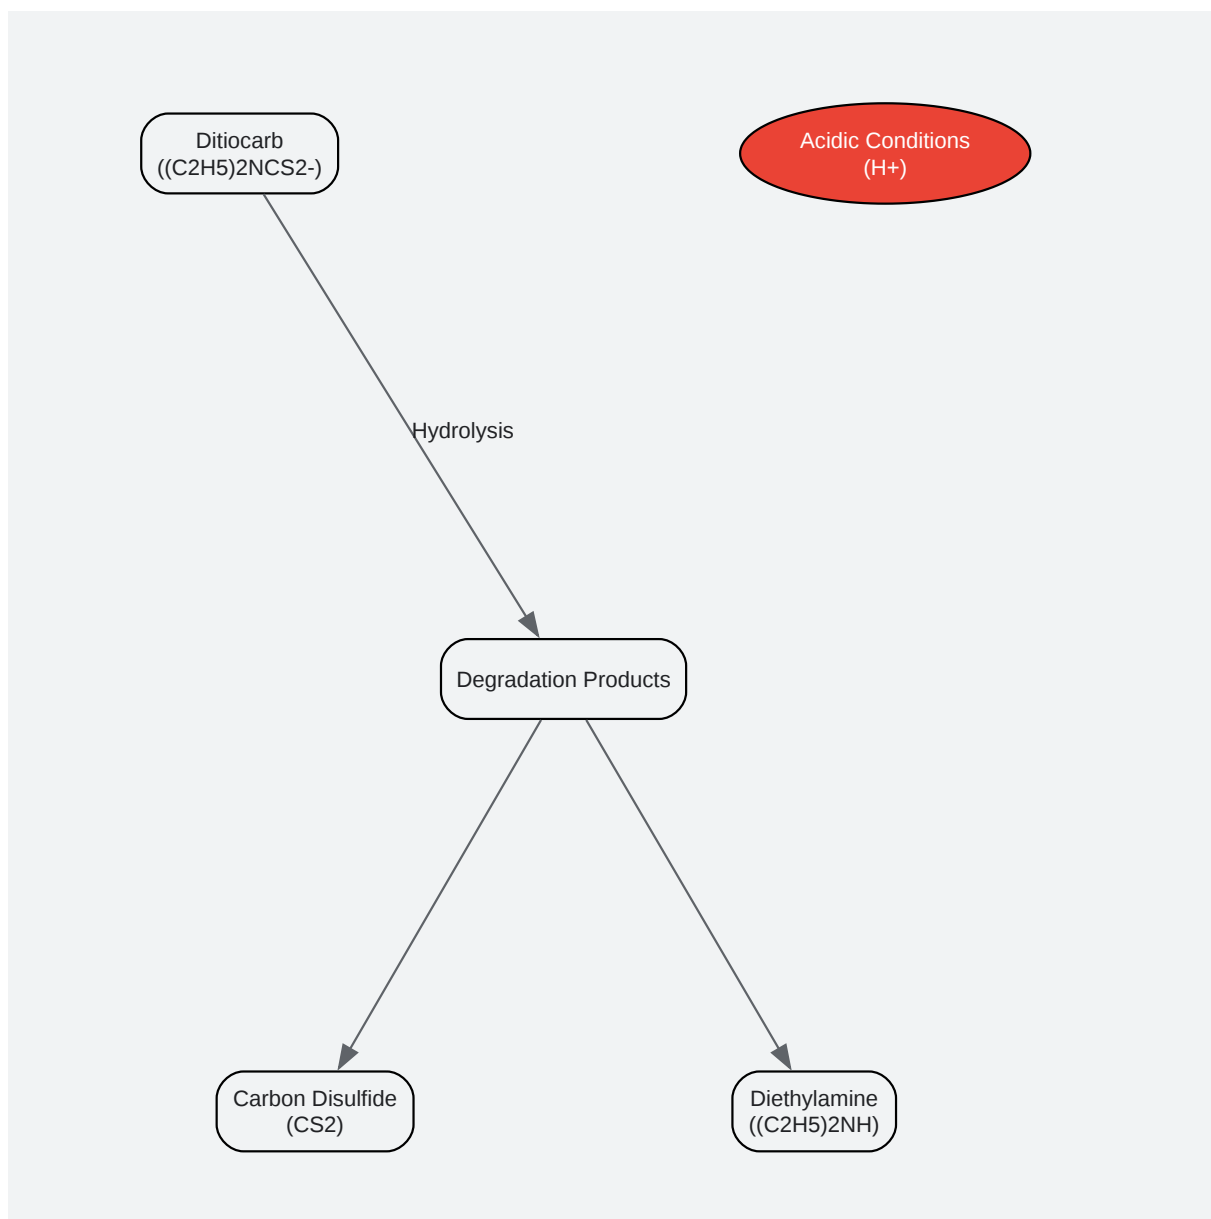 Ditiocarb
((C2H5)2NCS2-)
Acidic Conditions
(H+)
Hydrolysis
Degradation Products
Carbon Disulfide
(CS2)
Diethylamine
((C2H5)2NH)